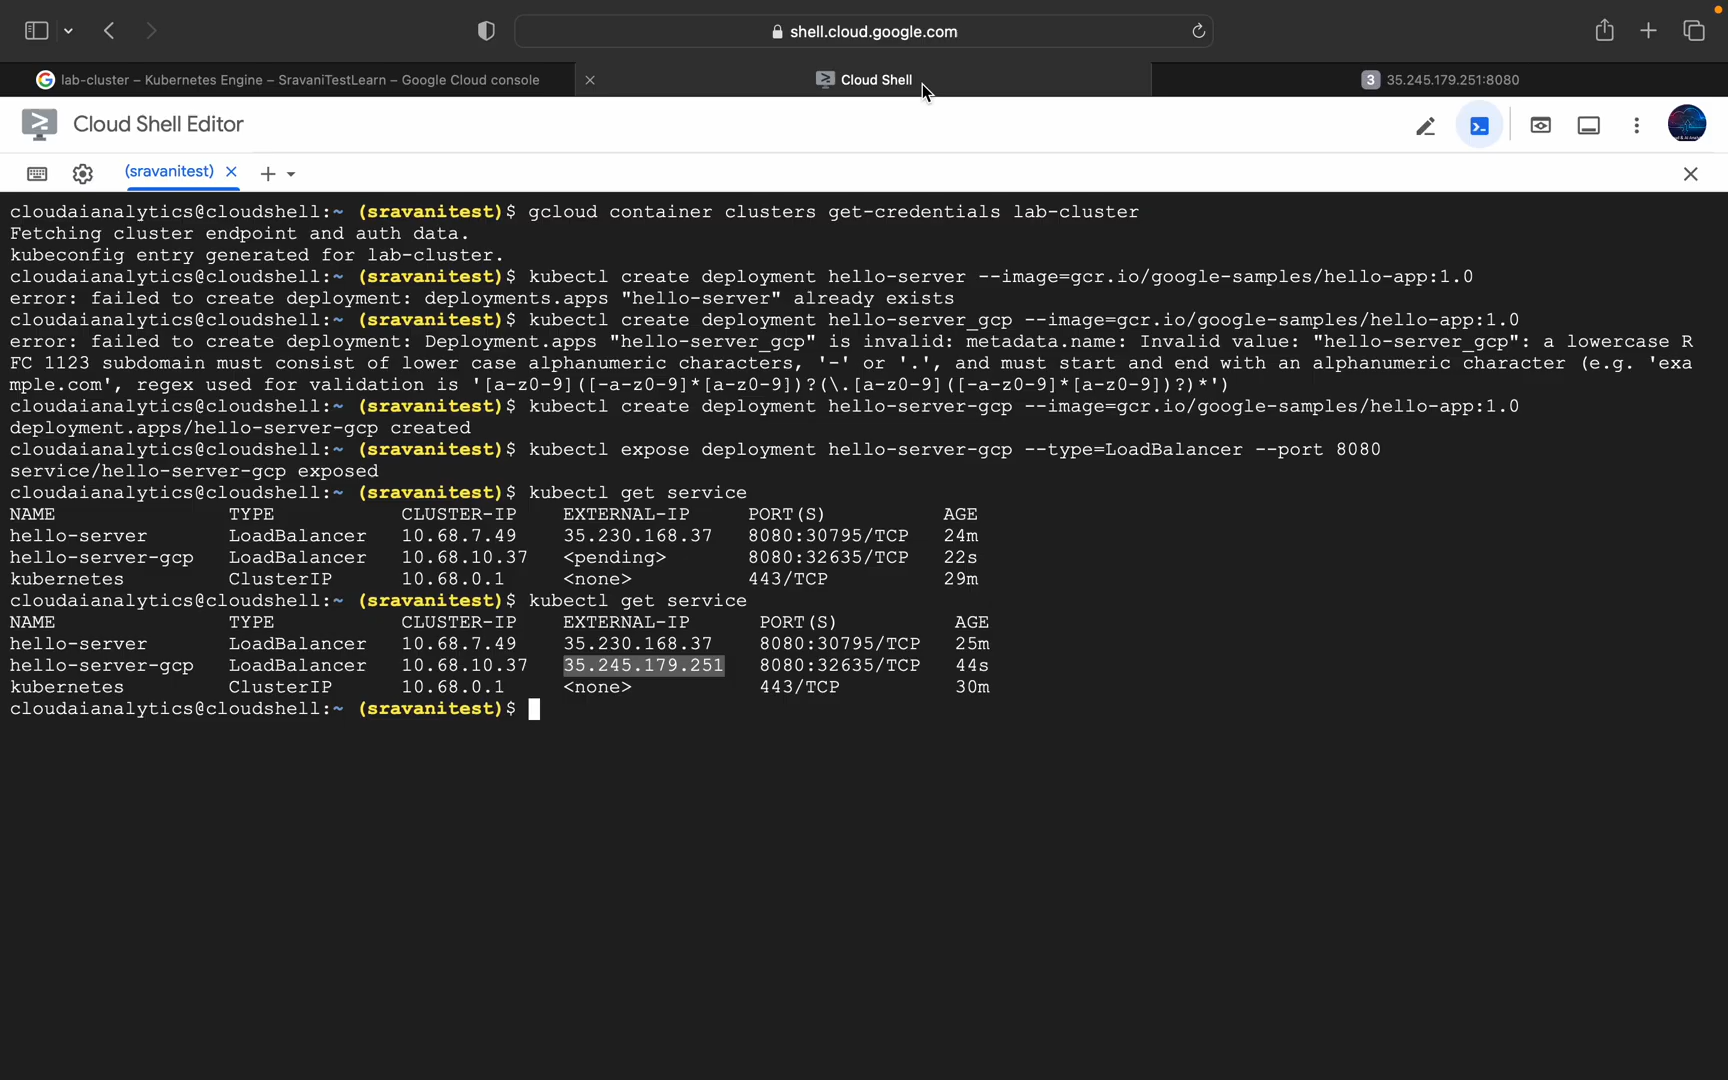 shell.cloud.google.com
lab-cluster – Kubernetes Engine – SravaniTestLearn – Google Cloud console
Cloud Shell
3 35.245.179.251:8080
Cloud Shell Editor
(sravanitest)
cloudaianalytics@cloudshell:~ (sravanitest)$ gcloud container clusters get-credentials lab-cluster
Fetching cluster endpoint and auth data.
kubeconfig entry generated for lab-cluster.
cloudaianalytics@cloudshell:~ (sravanitest)$ kubectl create deployment hello-server --image=gcr.io/google-samples/hello-app:1.0
error: failed to create deployment: deployments.apps "hello-server" already exists
cloudaianalytics@cloudshell:~ (sravanitest)$ kubectl create deployment hello-server_gcp --image=gcr.io/google-samples/hello-app:1.0
error: failed to create deployment: Deployment.apps "hello-server_gcp" is invalid: metadata.name: Invalid value: "hello-server_gcp": a lowercase R
FC 1123 subdomain must consist of lower case alphanumeric characters, '-' or '.', and must start and end with an alphanumeric character (e.g. 'exa
mple.com', regex used for validation is '[a-z0-9]([-a-z0-9]*[a-z0-9])?(\.[a-z0-9]([-a-z0-9]*[a-z0-9])?)*')
cloudaianalytics@cloudshell:~ (sravanitest)$ kubectl create deployment hello-server-gcp --image=gcr.io/google-samples/hello-app:1.0
deployment.apps/hello-server-gcp created
cloudaianalytics@cloudshell:~ (sravanitest)$ kubectl expose deployment hello-server-gcp --type=LoadBalancer --port 8080
service/hello-server-gcp exposed
cloudaianalytics@cloudshell:~ (sravanitest)$ kubectl get service
NAME TYPE CLUSTER-IP EXTERNAL-IP PORT(S) AGE
hello-server LoadBalancer 10.68.7.49 35.230.168.37 8080:30795/TCP 24m
hello-server-gcp LoadBalancer 10.68.10.37 <pending> 8080:32635/TCP 22s
kubernetes ClusterIP 10.68.0.1 <none> 443/TCP 29m
cloudaianalytics@cloudshell:~ (sravanitest)$ kubectl get service
NAME TYPE CLUSTER-IP EXTERNAL-IP PORT(S) AGE
hello-server LoadBalancer 10.68.7.49 35.230.168.37 8080:30795/TCP 25m
hello-server-gcp LoadBalancer 10.68.10.37 35.245.179.251 8080:32635/TCP 44s
kubernetes ClusterIP 10.68.0.1 <none> 443/TCP 30m
cloudaianalytics@cloudshell:~ (sravanitest)$